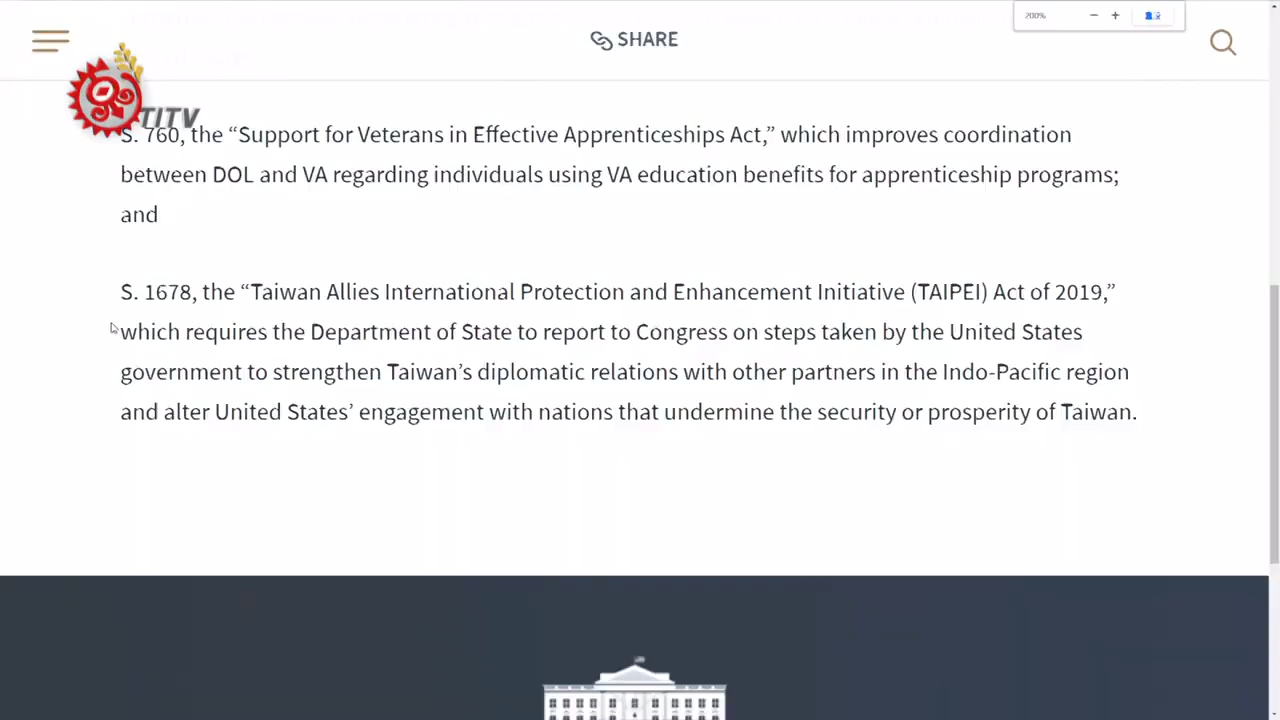 200%
SHARE
TITV
S. 760, the “Support for Veterans in Effective Apprenticeships Act,” which improves coordination
between DOL and VA regarding individuals using VA education benefits for apprenticeship programs;
and
S. 1678, the “Taiwan Allies International Protection and Enhancement Initiative (TAIPEI) Act of 2019,”
which requires the Department of State to report to Congress on steps taken by the United States
government to strengthen Taiwan’s diplomatic relations with other partners in the Indo-Pacific region
and alter United States’ engagement with nations that undermine the security or prosperity of Taiwan.